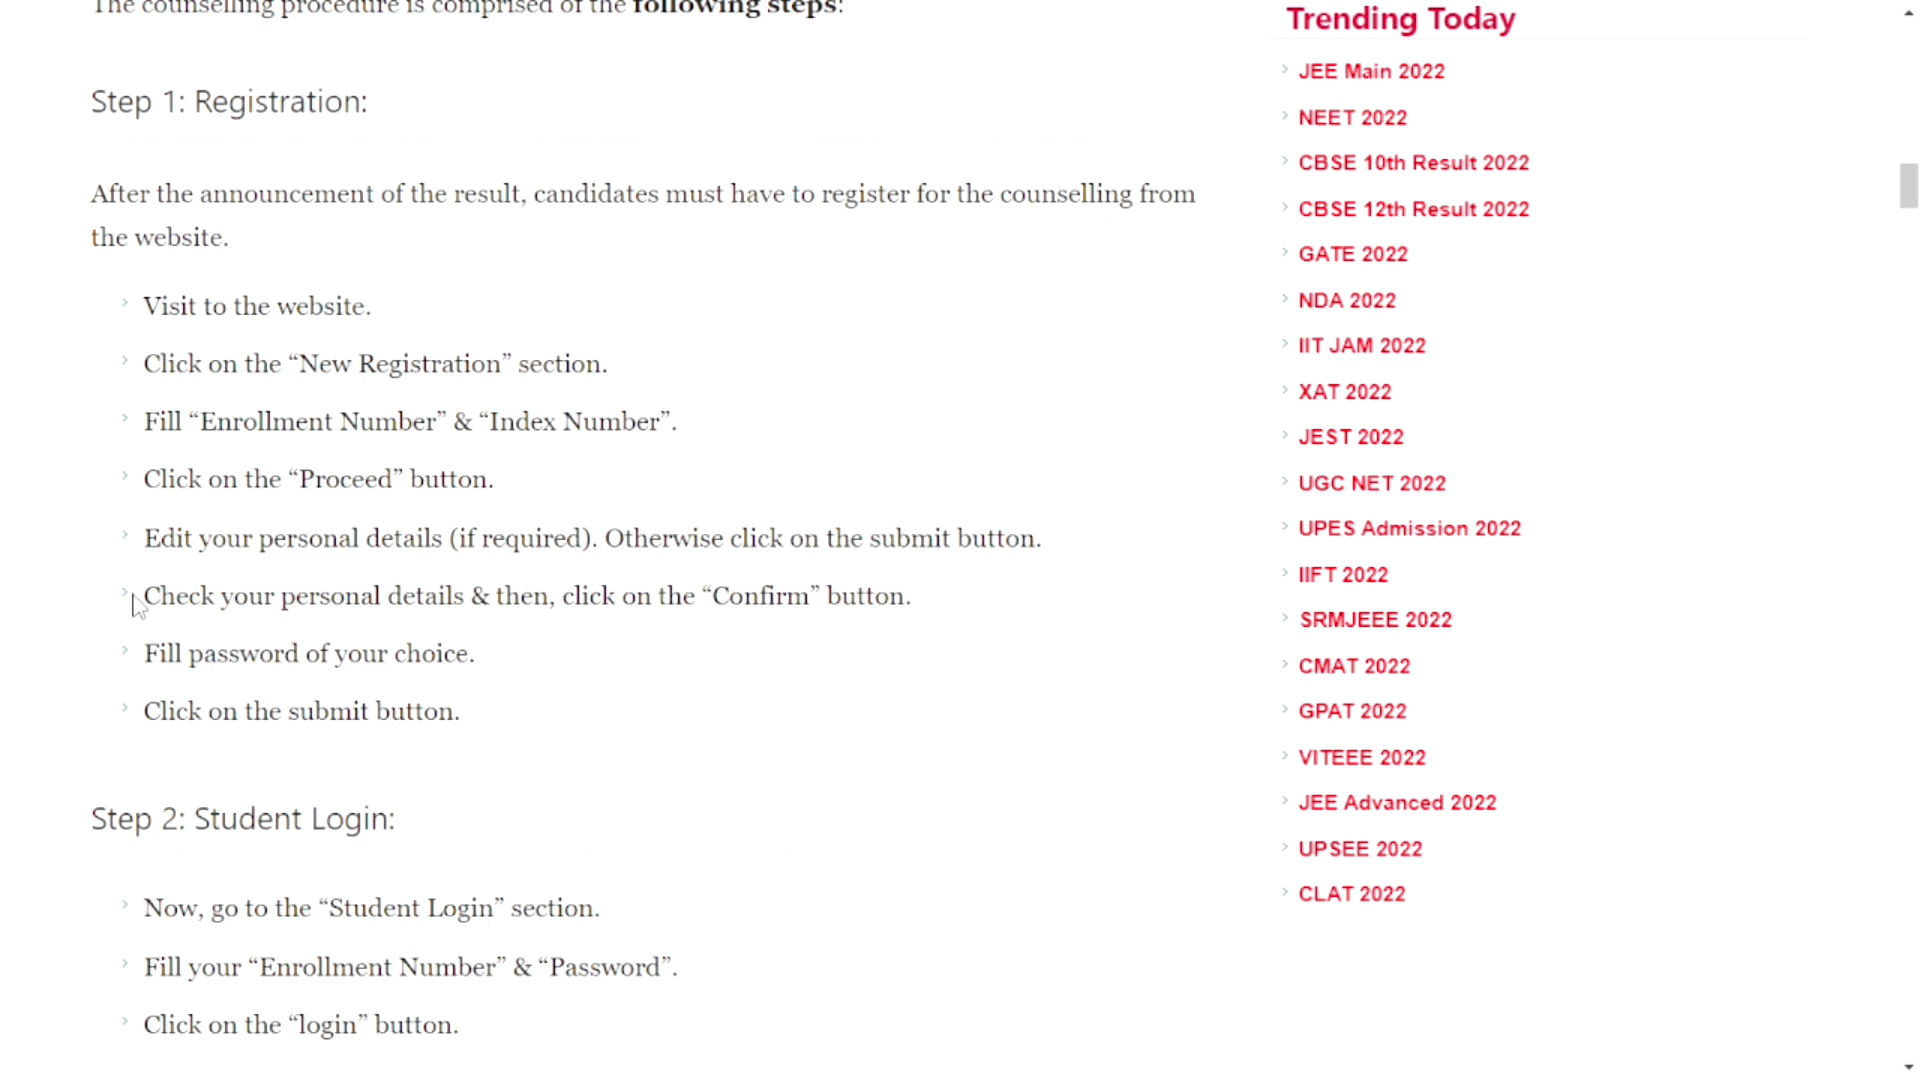 The counselling procedure is comprised of the following steps:
Step 1: Registration:
After the announcement of the result, candidates must have to register for the counselling from
the website.
Visit to the website.
Click on the “New Registration” section.
Fill “Enrollment Number” & “Index Number”.
Click on the “Proceed” button.
Edit your personal details (if required). Otherwise click on the submit button.
Check your personal details & then, click on the “Confirm” button.
Fill password of your choice.
Click on the submit button.
Step 2: Student Login:
Now, go to the “Student Login” section.
Fill your “Enrollment Number” & “Password”.
Click on the “login” button.
Trending Today
JEE Main 2022
NEET 2022
CBSE 10th Result 2022
CBSE 12th Result 2022
GATE 2022
NDA 2022
IIT JAM 2022
XAT 2022
JEST 2022
UGC NET 2022
UPES Admission 2022
IIFT 2022
SRMJEEE 2022
CMAT 2022
GPAT 2022
VITEEE 2022
JEE Advanced 2022
UPSEE 2022
CLAT 2022